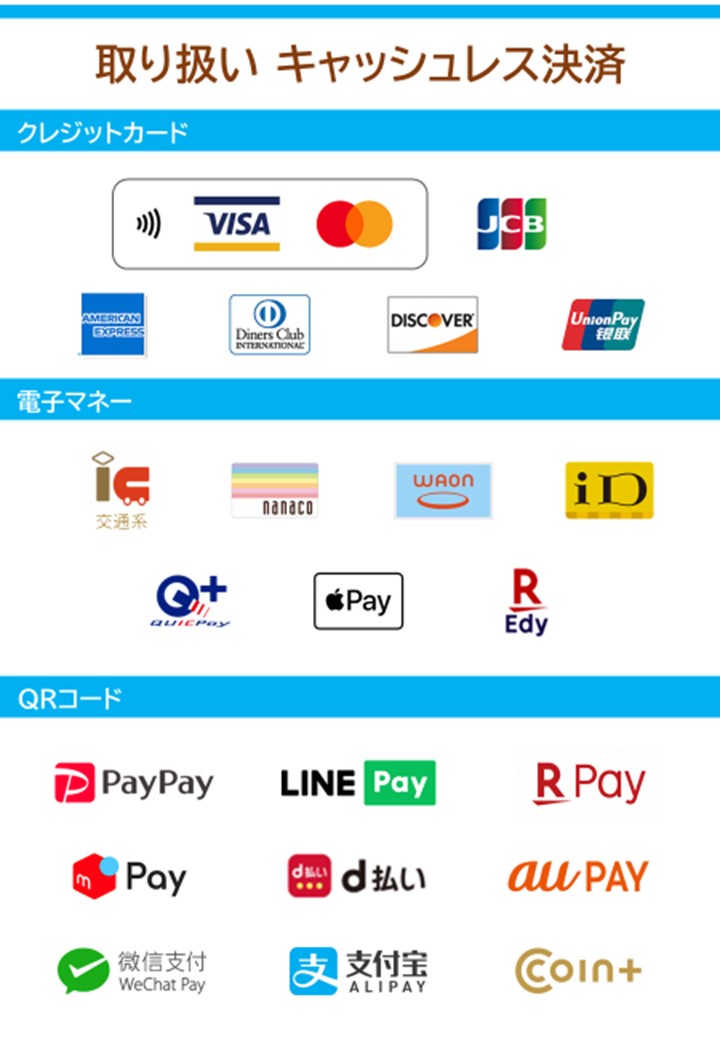 取り扱い キャッシュレス決済
クレジットカード
VISA
JCB
AMERICAN
EXPRESS
Diners Club
INTERNATIONAL
DISCOVER
UnionPay
银联
電子マネー
交通系
nanaco
WAON
iD
Q+
QUICPay
Pay
R
Edy
QRコード
PayPay
LINE Pay
R Pay
m Pay
d払い d払い
au PAY
微信支付
WeChat Pay
支 支付宝
ALIPAY
Coin+